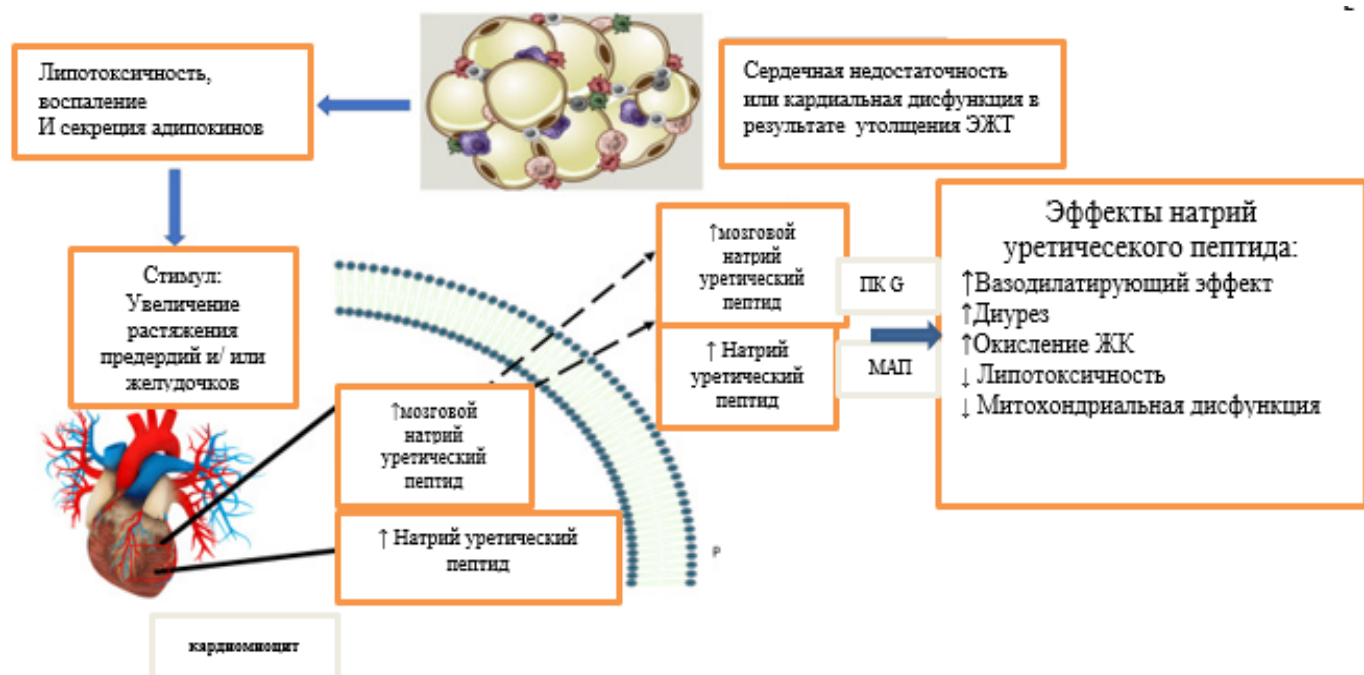 Липотоксичность,
воспаление
И секреция адипокинов
Сердечная недостаточность
или кардиальная дисфункция в
результате утолщения ЭЖТ
Стимул:
Увеличение
растяжения
предердий и/ или
желудочков
↑мозговой
натрий
уретический
пептид
↑ Натрий уретический
пептид
кардиомиоцит
↑мозговой
натрий
уретический
пептид
↑ Натрий
уретический
пептид
ПК G
МАП
Эффекты натрий
уретичесекого пептида:
↑Вазодилатирующий эффект
↑Диурез
↑Окисление ЖК
↓ Липотоксичность
↓ Митохондриальная дисфункция
P